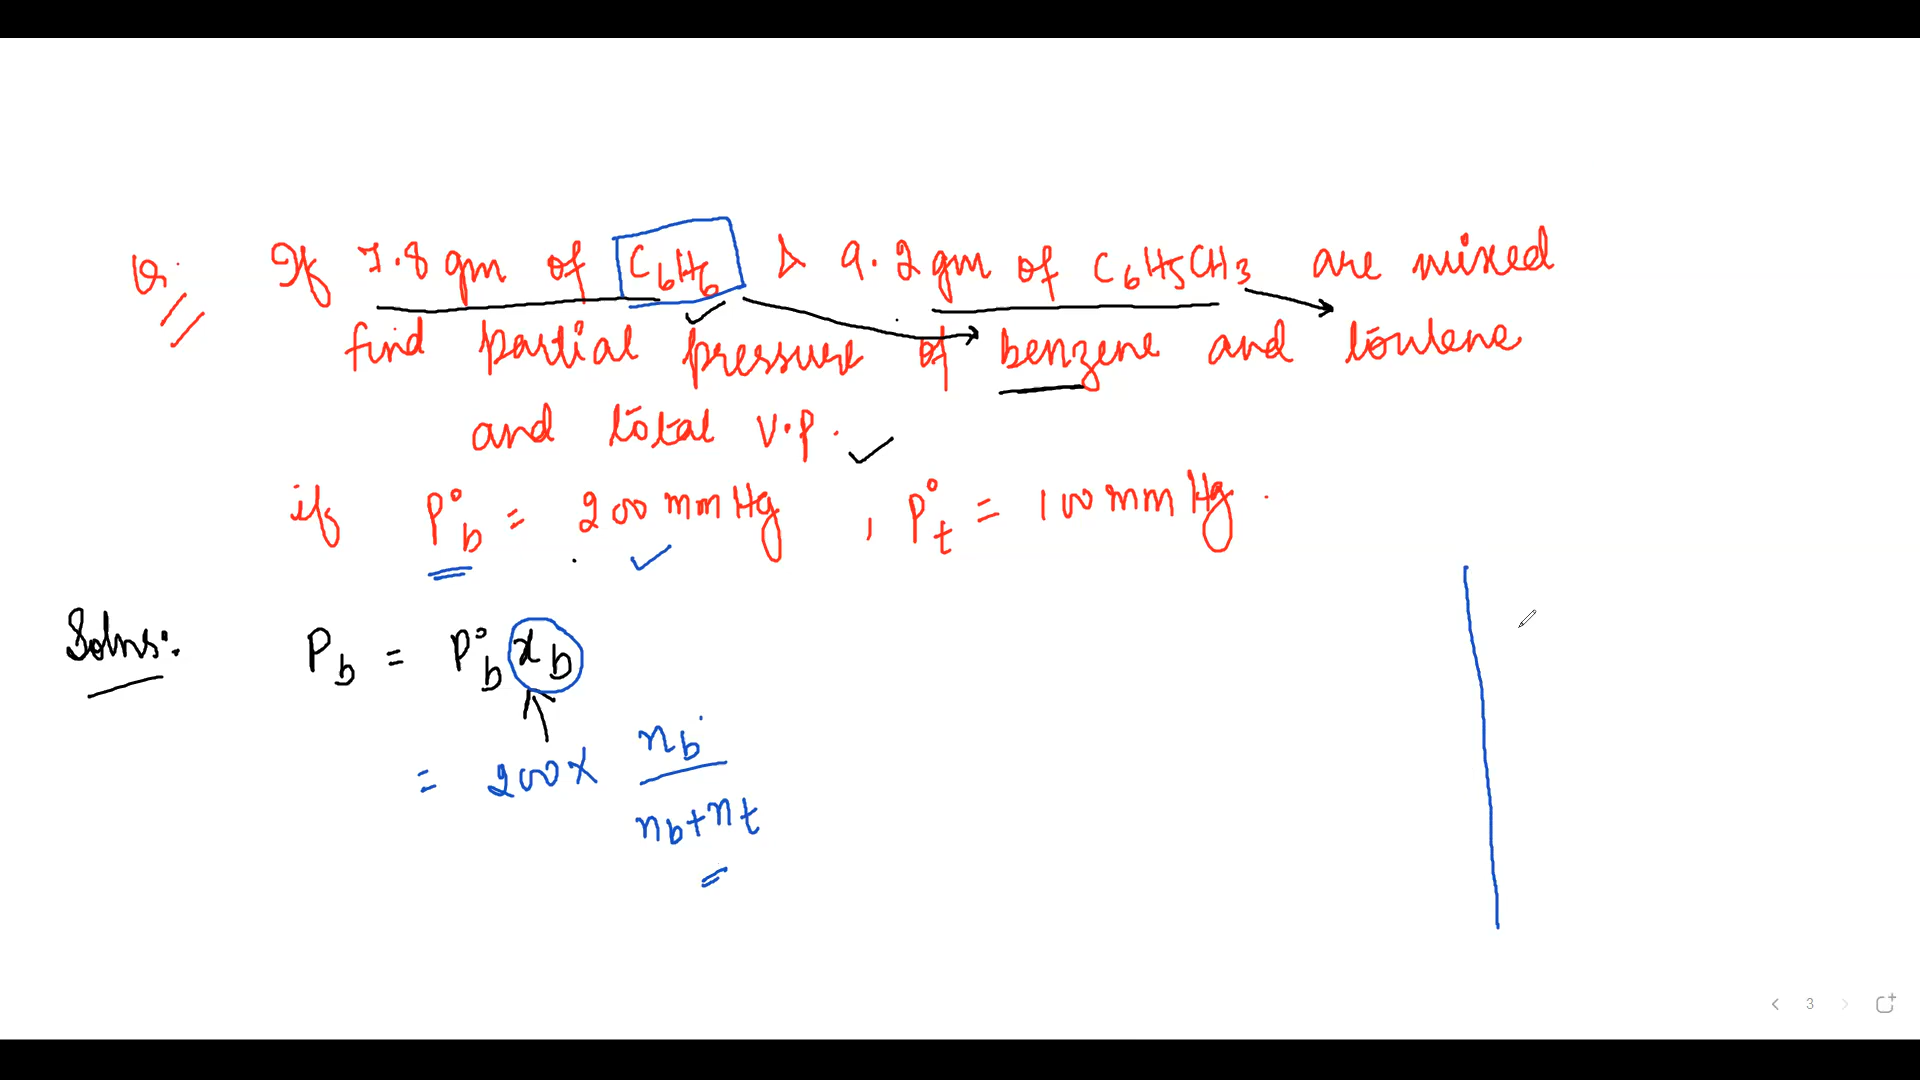 Q. If 7.8 gm of C6H6 & 9.2 gm of C6H5CH3 are mixed
find partial pressure of benzene and toulene
and total V.P.
if P°b = 200 mm Hg , P°t = 100 mm Hg .
Solns: Pb = P°b xb
= 200 × nb / nb + nt
3